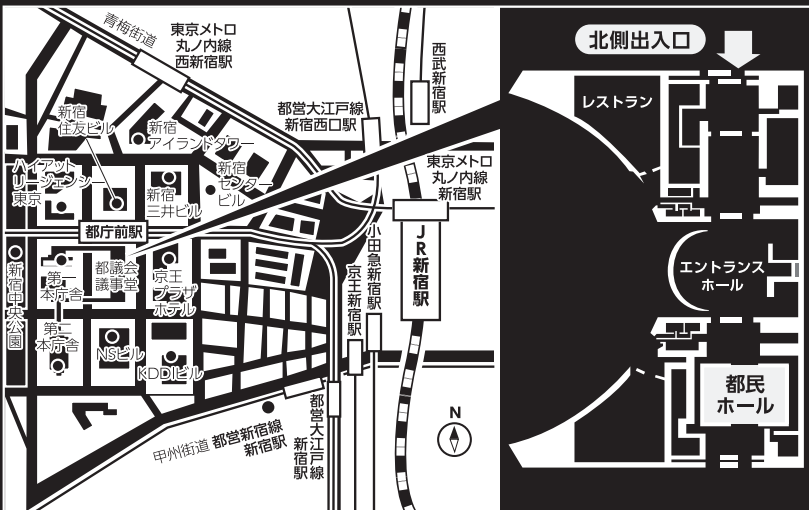 青梅街道
東京メトロ
丸ノ内線
西新宿駅
西武新宿駅
都営大江戸線
新宿西口駅
新宿
住友ビル
新宿
アイランドタワー
ハイアット
リージェンシー
東京
新宿
三井ビル
新宿
センター
ビル
東京メトロ
丸ノ内線
新宿駅
都庁前駅
JR新宿駅
小田急新宿駅
京王新宿駅
新宿中央公園
第一
本庁舎
都議会
議事堂
京王
プラザ
ホテル
第二
本庁舎
NSビル
KDDIビル
甲州街道
都営新宿線
新宿駅
都営大江戸線
新宿駅
N
北側出入口
レストラン
エントランス
ホール
都民
ホール